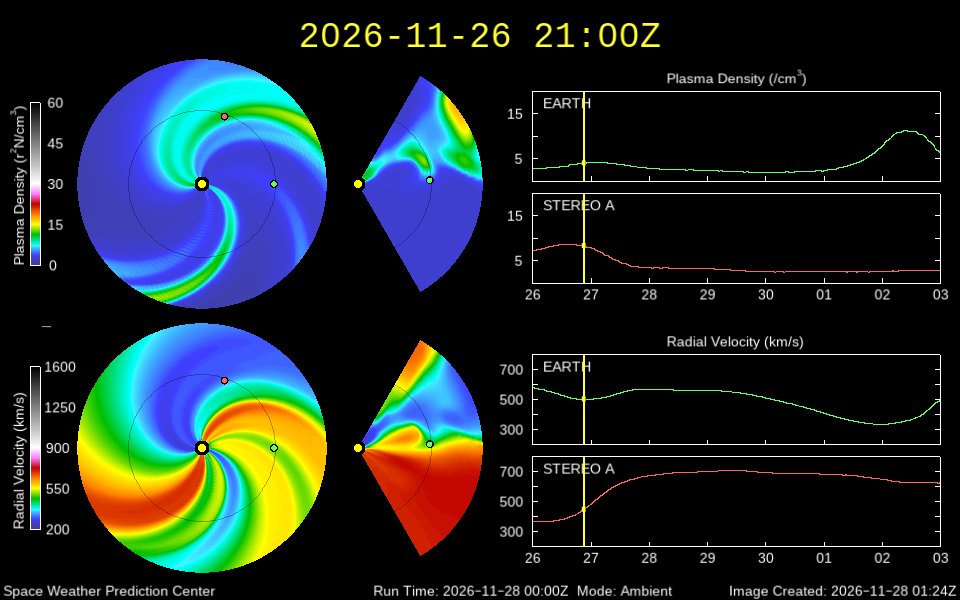 2026-11-26 21:00Z
Plasma Density (r²N/cm³)
60
45
30
15
0
Plasma Density (/cm³)
EARTH
15
5
STEREO A
15
5
26 27 28 29 30 01 02 03
Radial Velocity (km/s)
1600
1250
900
550
200
Radial Velocity (km/s)
EARTH
700
500
300
STEREO A
700
500
300
26 27 28 29 30 01 02 03
Space Weather Prediction Center Run Time: 2026-11-28 00:00Z Mode: Ambient Image Created: 2026-11-28 01:24Z